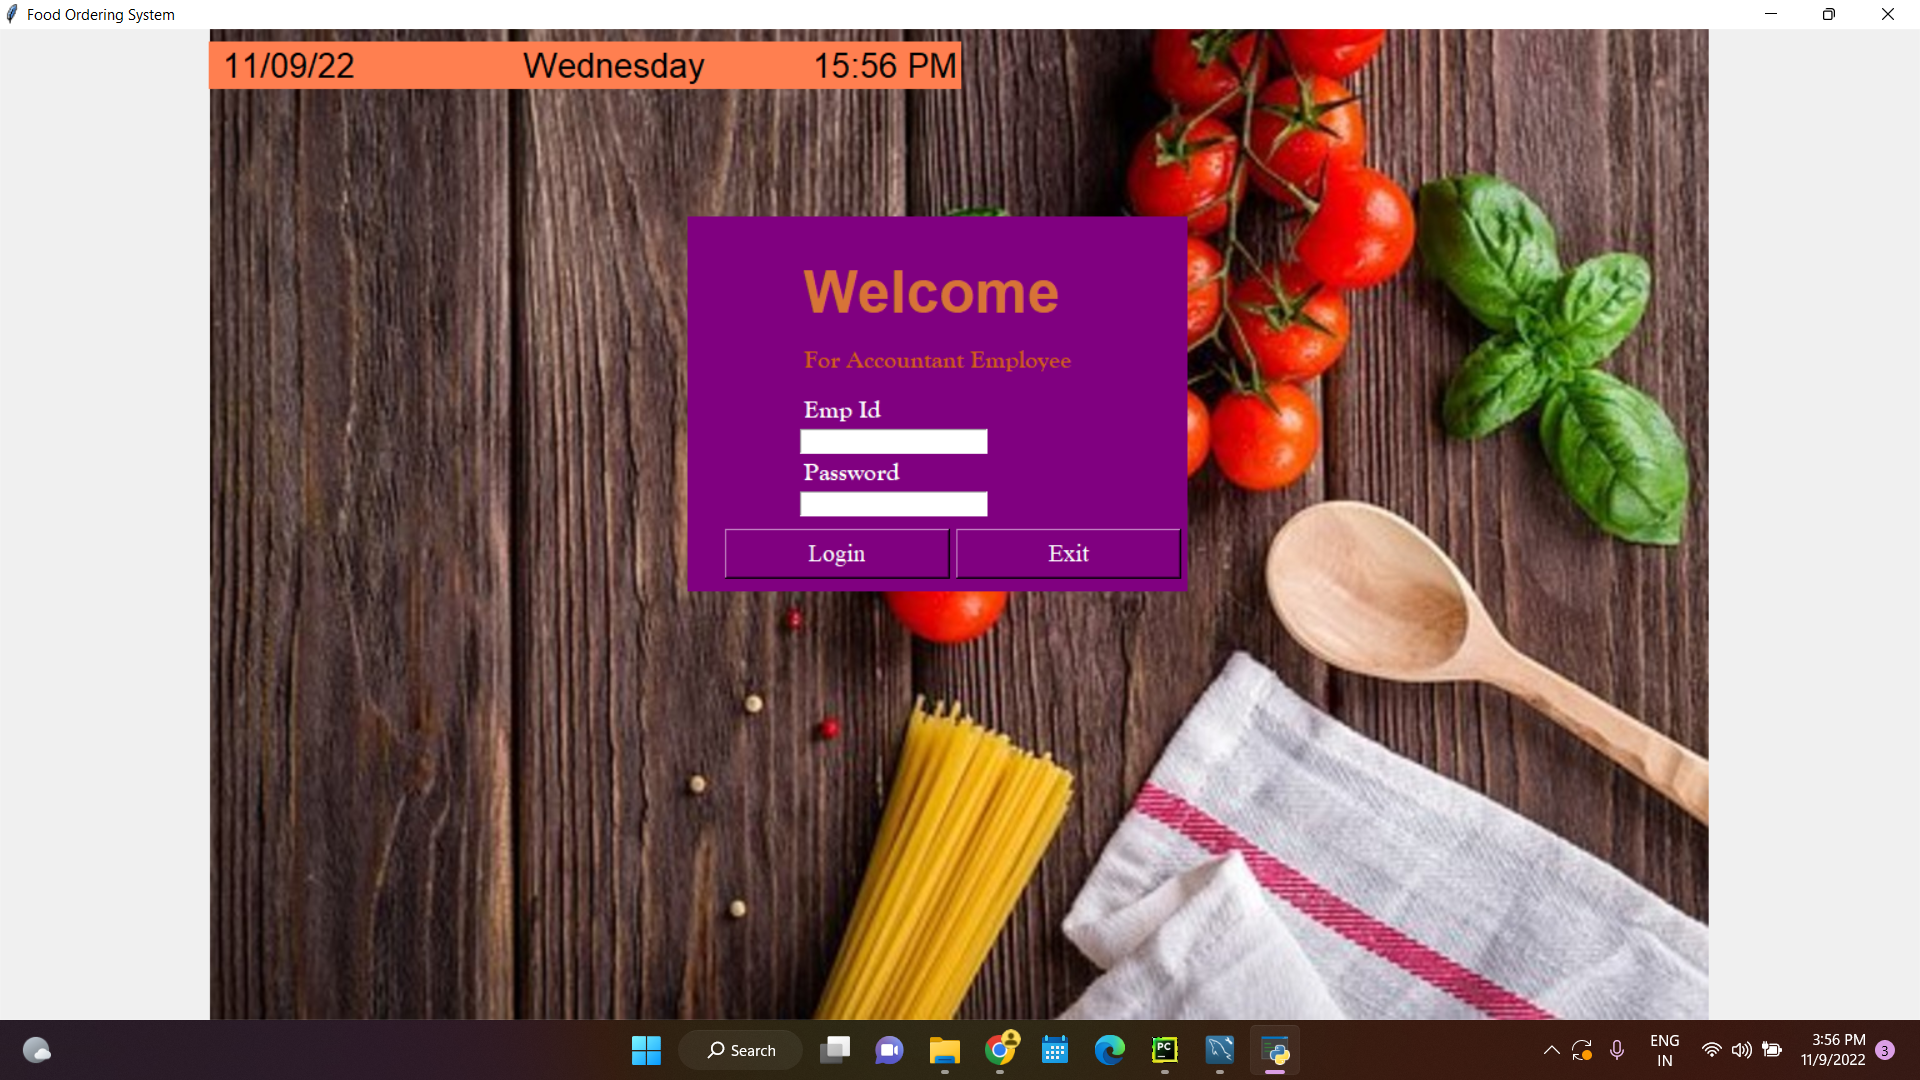 Food Ordering System
11/09/22 Wednesday 15:56 PM
Welcome
For Accountant Employee
Emp Id
Password
Login Exit
Search
PC
ENG
IN
3:56 PM
11/9/2022
3